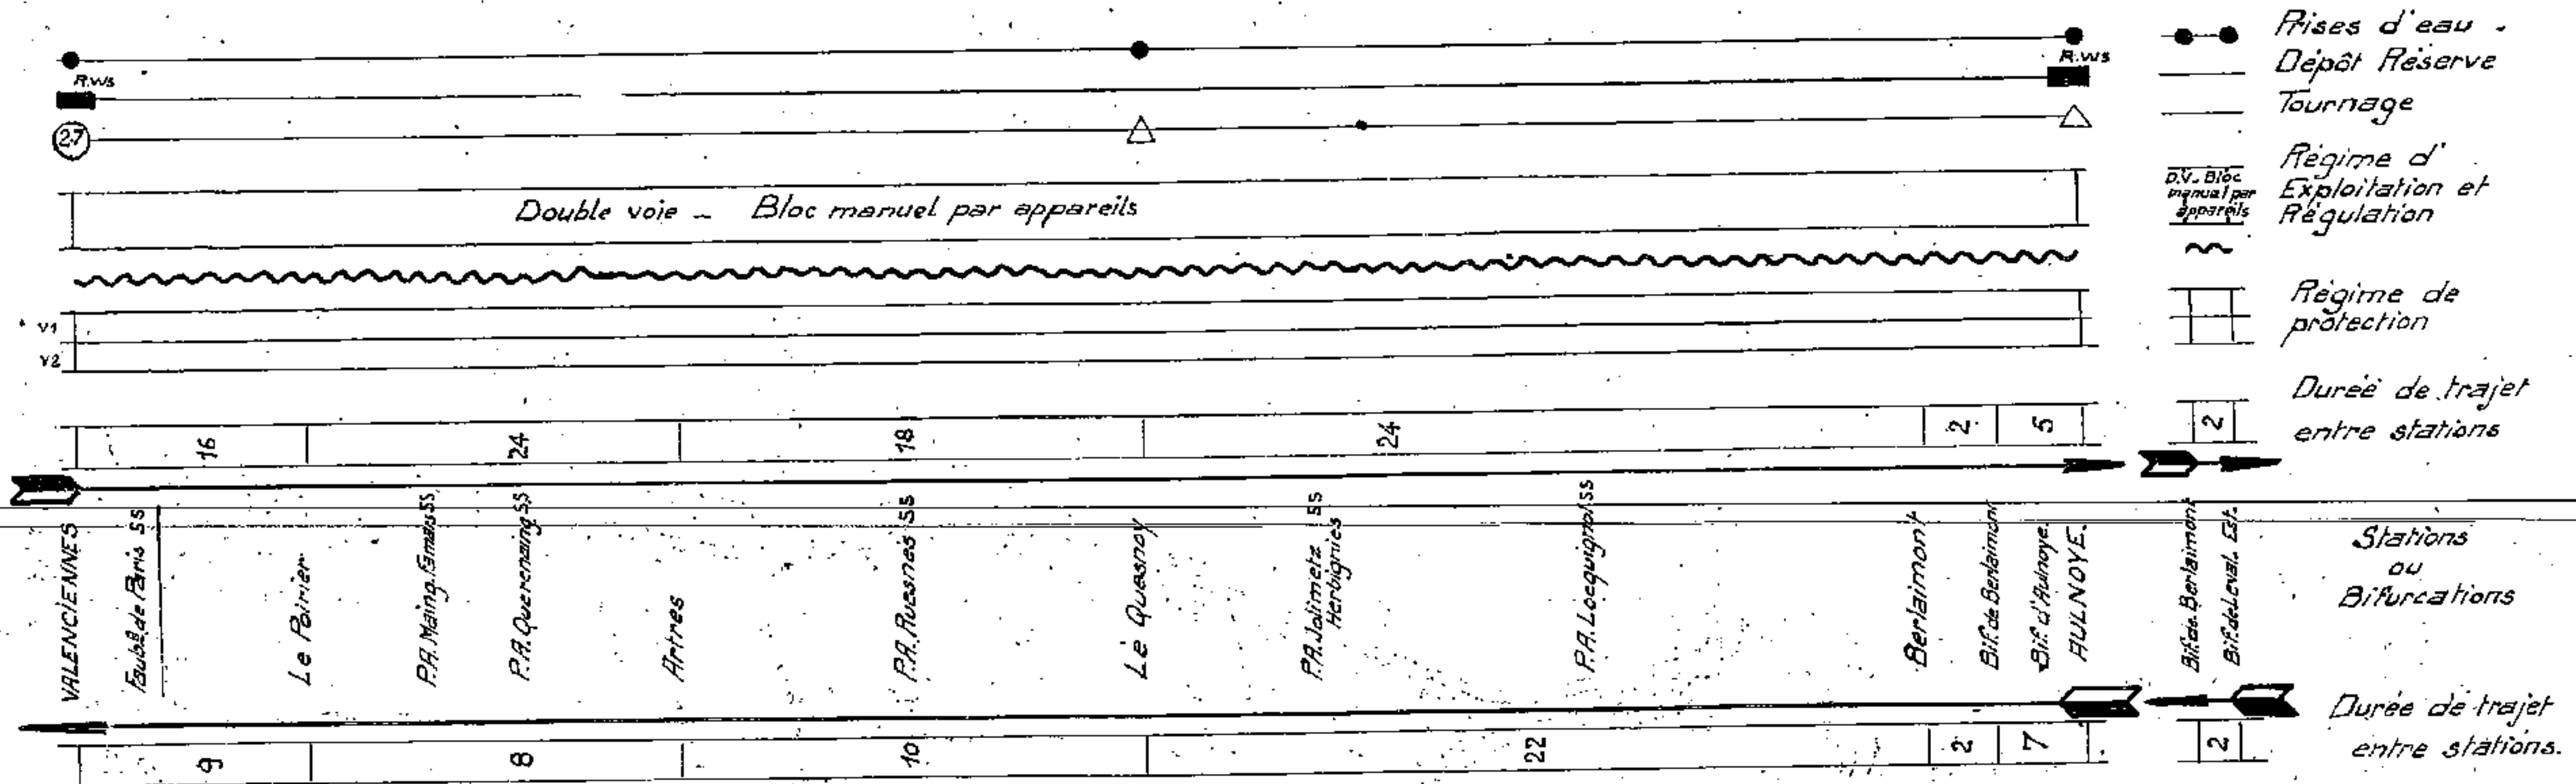 Prises d'eau.
R.ws
R.ws
Dépôt Réserve
27
Tournage
Double voie - Bloc manuel par appareils
D.V. Bloc
manuel par
appareils
Régime d'
Exploitation et
Régulation
V1
V2
Régime de
protection
16
24
18
24
2
5
2
Durée de trajet
entre stations
VALENCIENNES
Faubg de Paris SS
Le Poirier
P.A. Maing. Famars SS
P.A. Querenaing SS
Artres
P.A. Ruesnes SS
Le Quesnoy
P.A. Jolimetz SS
Herbignies
P.A. Locquignol SS
Berlaimont
Bif. de Berlaimont
Bif. d'Aulnoye.
AULNOYE.
Bif. de Berlaimont
Bif. de Leval. Est.
Stations
ou
Bifurcations
9
8
10
22
2
7
2
Durée de trajet
entre stations.